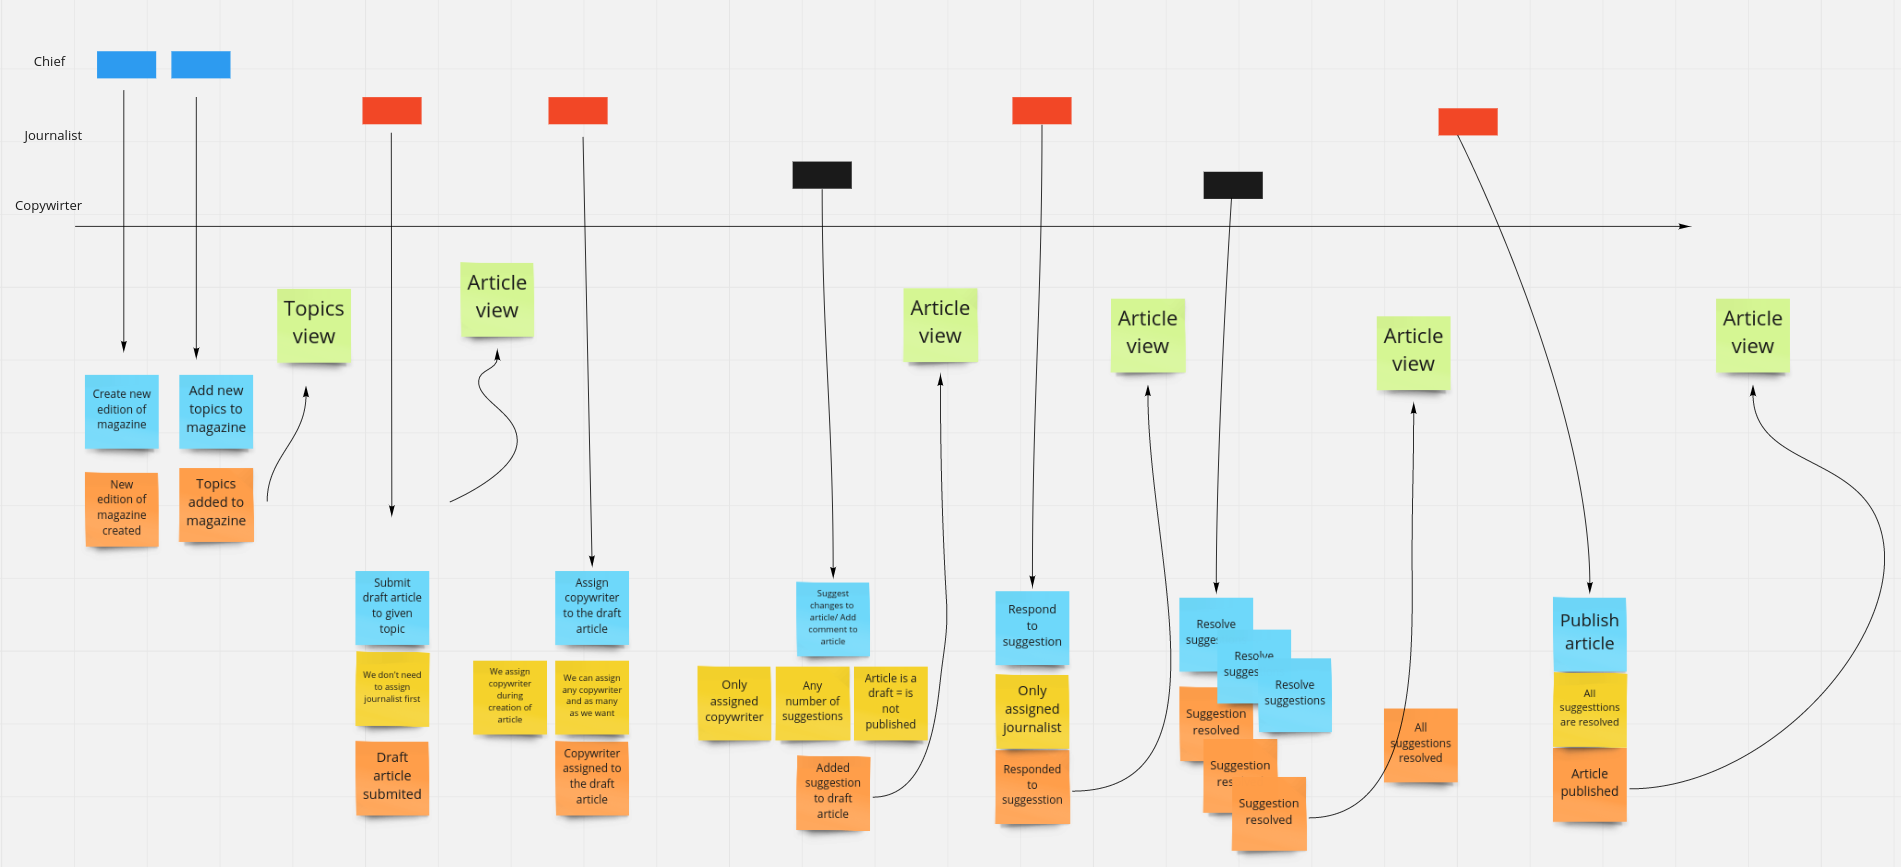 Chief
Journalist
Copywirter
Create new
edition of
magazine
New
edition of
magazine
created
Add new
topics to
magazine
Topics
added to
magazine
Topics
view
Submit
draft article
to given
topic
We don't need
to assign
journalist first
Draft
article
submited
Article
view
We assign
copywriter
during
creation of
article
Assign
copywriter
to the draft
article
We can assign
any copywriter
and as many
as we want
Copywriter
assigned to
the draft
article
Suggest
changes to
article/ Add
comment to
article
Only
assigned
copywriter
Any
number of
suggestions
Article is a
draft = is
not
published
Added
suggestion
to draft
article
Article
view
Respond
to
suggestion
Only
assigned
journalist
Responded
to
suggesstion
Article
view
Resolve
sugge
Resolve
sugges
Resolve
suggestions
Suggestion
resolved
Suggestion
res
Suggestion
resolved
Article
view
All
suggestions
resolved
Publish
article
All
suggesttions
are resolved
Article
published
Article
view